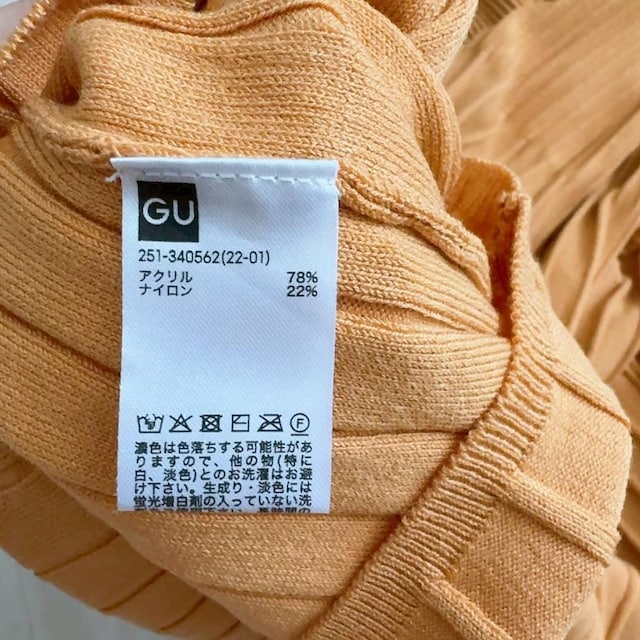 GU
251-340562(22-01)
アクリル 78%
ナイロン 22%
F
濃色は色落ちする可能性があ
りますので、他の物(特に
白、淡色)とのお洗濯はお避
け下さい。生成り・淡色には
蛍光増白剤の入っていない洗